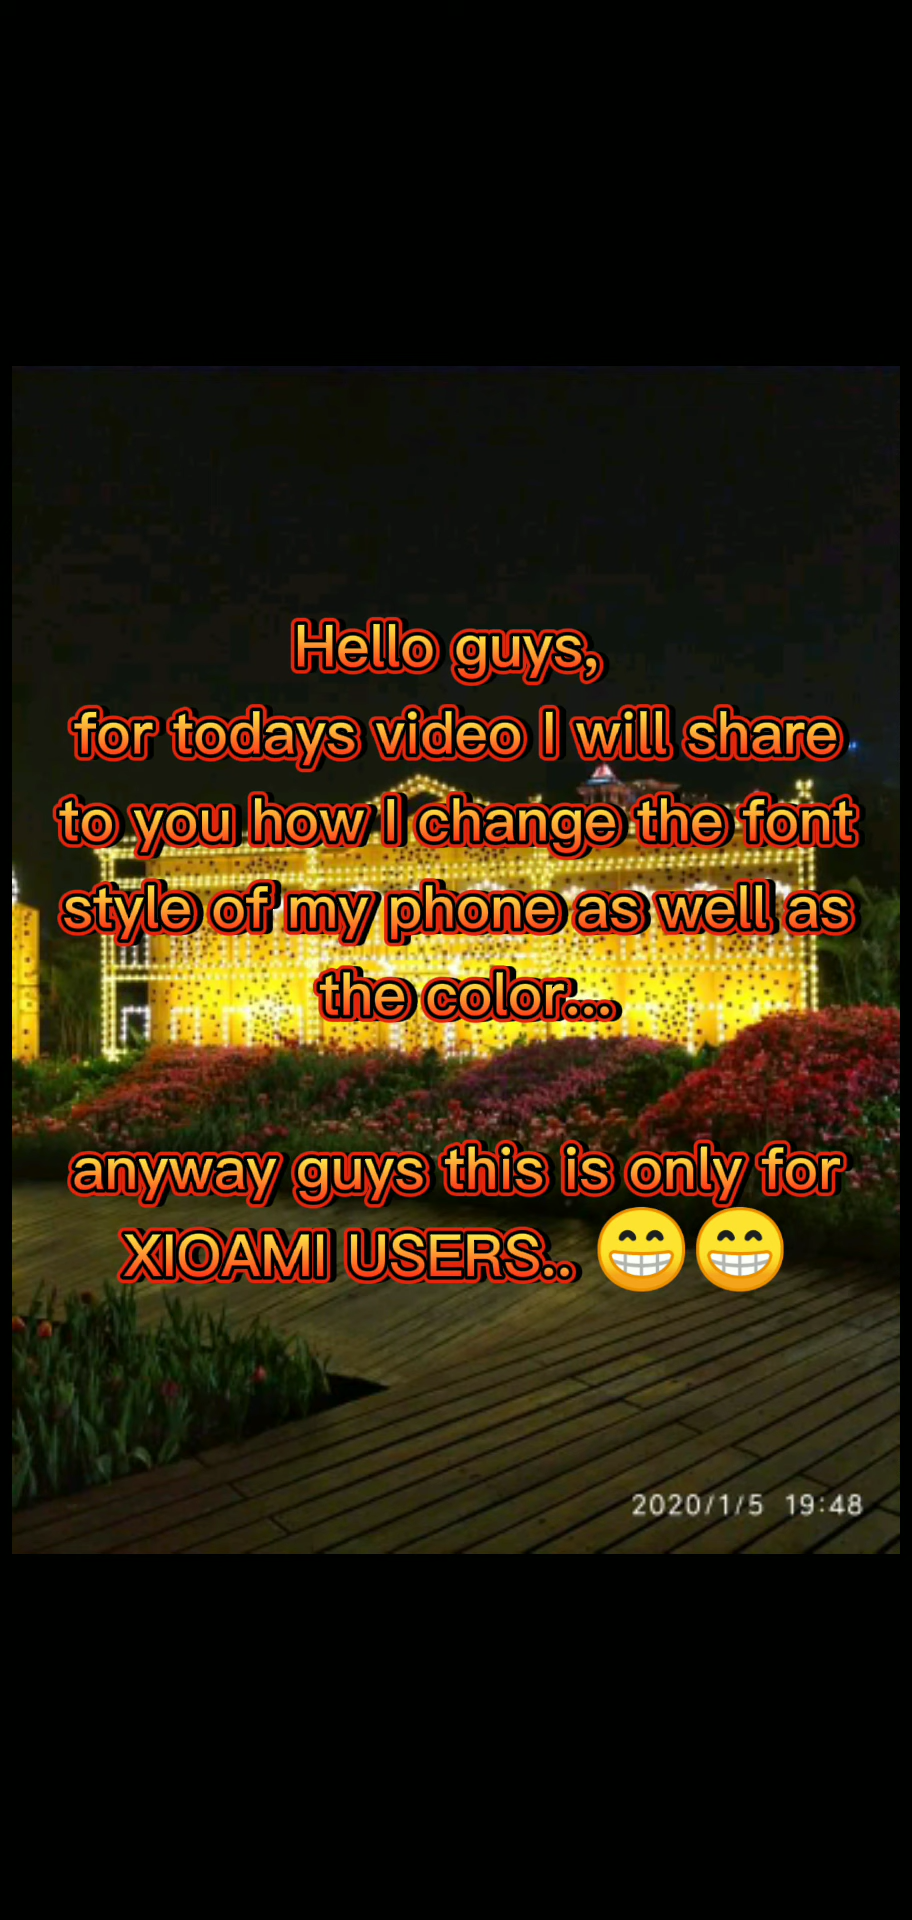 Hello guys,
for todays video I will share
to you how I change the font
style of my phone as well as
the color...
anyway guys this is only for
XIOAMI USERS.. 😁😁
2020/1/5 19:48